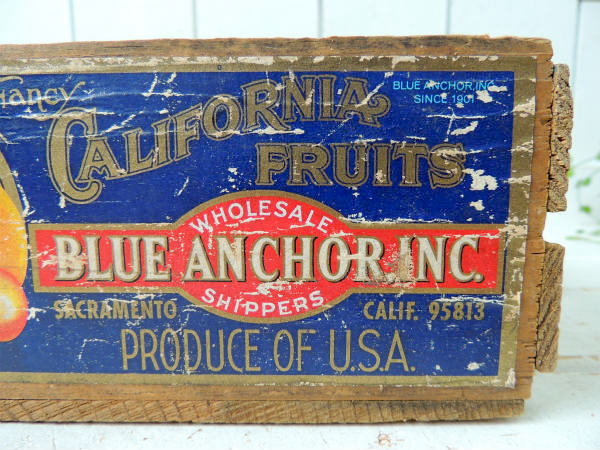 Fancy
CALIFORNIA
FRUITS
BLUE ANCHOR, INC.
SINCE 1901
WHOLESALE
BLUE ANCHOR, INC.
SHIPPERS
SACRAMENTO CALIF. 95813
PRODUCE OF U.S.A.